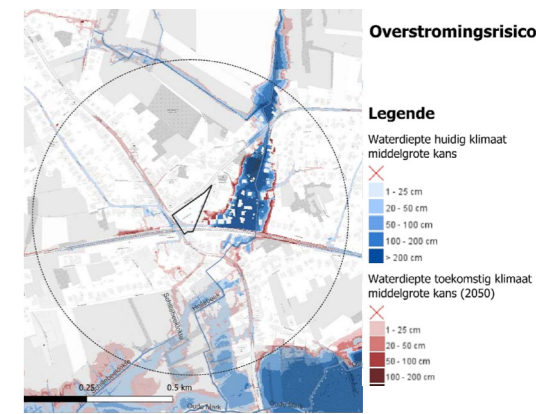 Overstromingsrisico
Legende
Waterdiepte huidig klimaat
middelgrote kans
1 - 25 cm
20 - 50 cm
50 - 100 cm
100 - 200 cm
> 200 cm
Waterdiepte toekomstig klimaat
middelgrote kans (2050)
1 - 25 cm
20 - 50 cm
50 - 100 cm
100 - 200 cm
0.25
0.5 km
Oude Mark